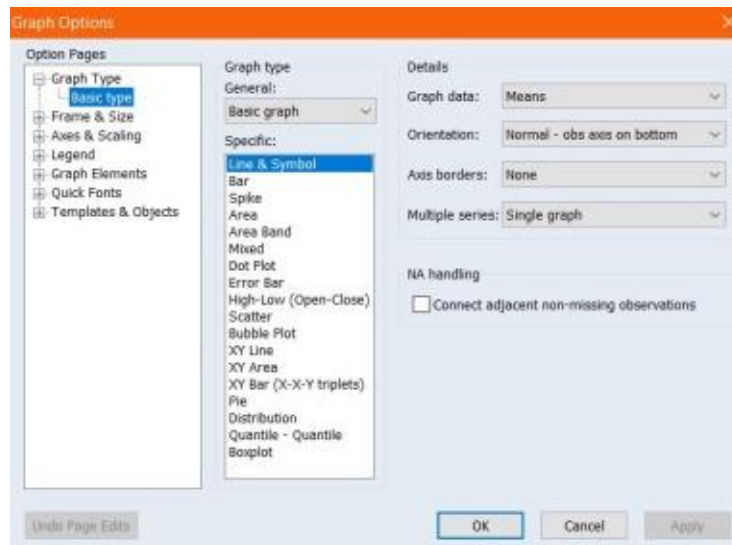 Graph Options
Option Pages
Graph Type
Basic type
Frame & Size
Axes & Scaling
Legend
Graph Elements
Quick Fonts
Templates & Objects
Graph type
General:
Basic graph
Specific:
Line & Symbol
Bar
Spike
Area
Area Band
Mixed
Dot Plot
Error Bar
High-Low (Open-Close)
Scatter
Bubble Plot
XY Line
XY Area
XY Bar (X-X-Y triplets)
Pie
Distribution
Quantile - Quantile
Boxplot
Details
Graph data: Means
Orientation: Normal - obs axis on bottom
Axis borders: None
Multiple series: Single graph
NA handling
Connect adjacent non-missing observations
Undo Page Edits
OK
Cancel
Apply